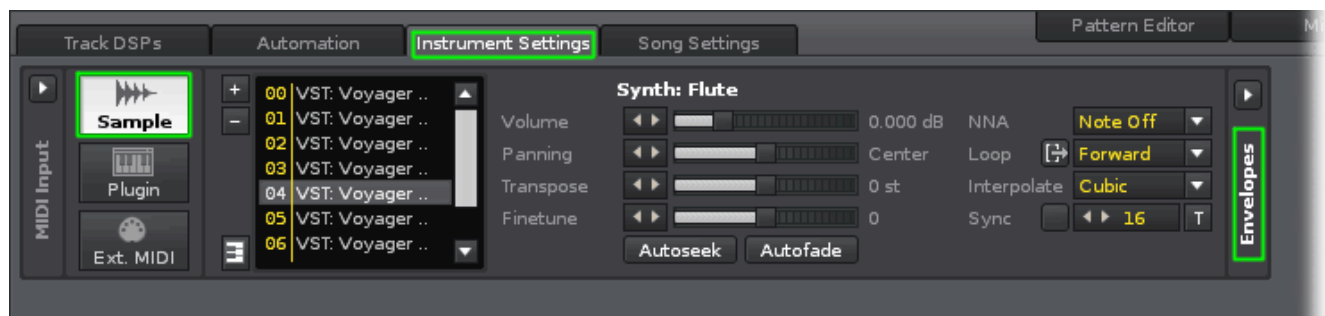 Pattern Editor
Track DSPs Automation Instrument Settings Song Settings
MIDI Input
Sample
Plugin
Ext. MIDI
+
−
00 VST: Voyager ..
01 VST: Voyager ..
02 VST: Voyager ..
03 VST: Voyager ..
04 VST: Voyager ..
05 VST: Voyager ..
06 VST: Voyager ..
Synth: Flute
Volume 0.000 dB NNA Note Off
Panning Center Loop Forward
Transpose 0 st Interpolate Cubic
Finetune 0 Sync 16 T
Autoseek Autofade
Envelopes